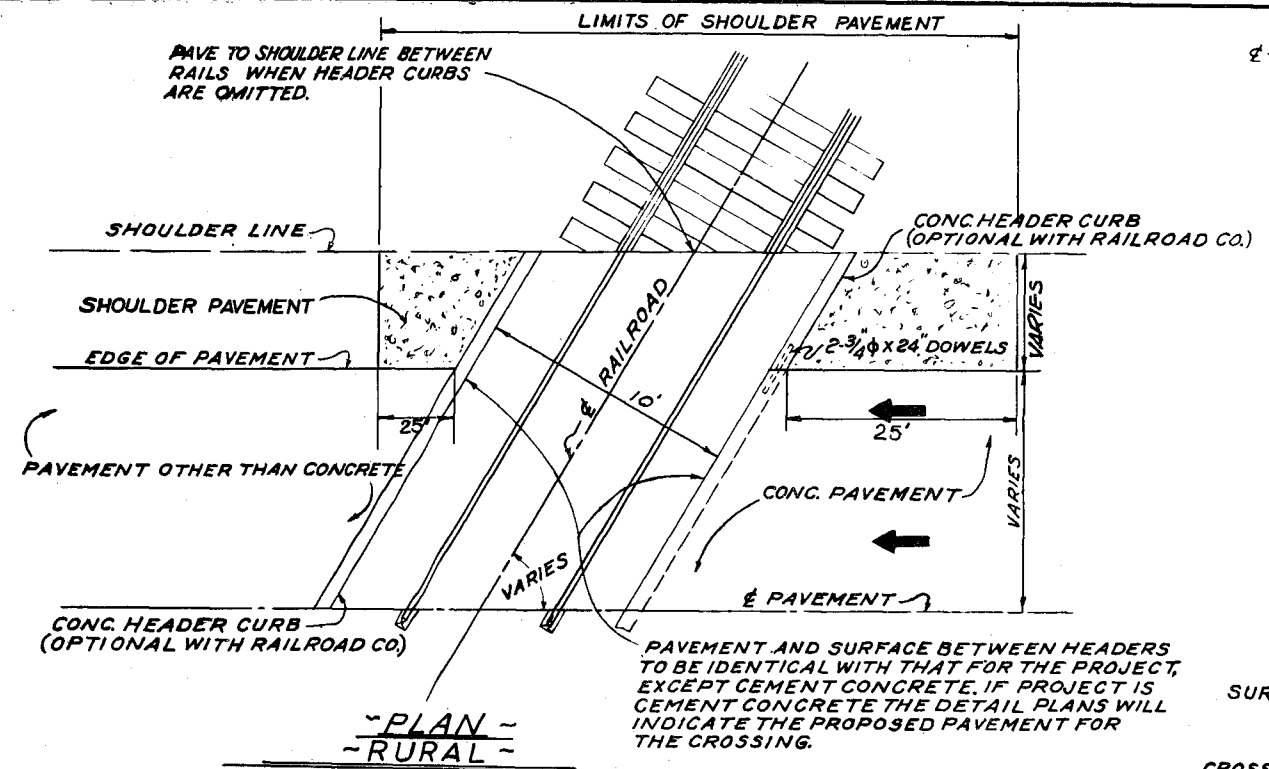 LIMITS OF SHOULDER PAVEMENT
PAVE TO SHOULDER LINE BETWEEN
RAILS WHEN HEADER CURBS
ARE OMITTED.
℄
SHOULDER LINE
CONC. HEADER CURB
(OPTIONAL WITH RAILROAD CO.)
SHOULDER PAVEMENT
VARIES
2-3/4ϕ X 24" DOWELS
EDGE OF PAVEMENT
℄ RAILROAD
10'
25'
25'
PAVEMENT OTHER THAN CONCRETE
CONC. PAVEMENT
VARIES
VARIES
℄ PAVEMENT
CONC. HEADER CURB
(OPTIONAL WITH RAILROAD CO.)
PAVEMENT AND SURFACE BETWEEN HEADERS
TO BE IDENTICAL WITH THAT FOR THE PROJECT,
EXCEPT CEMENT CONCRETE. IF PROJECT IS
CEMENT CONCRETE THE DETAIL PLANS WILL
INDICATE THE PROPOSED PAVEMENT FOR
THE CROSSING.
SUR
~PLAN~
~RURAL~
CROSS